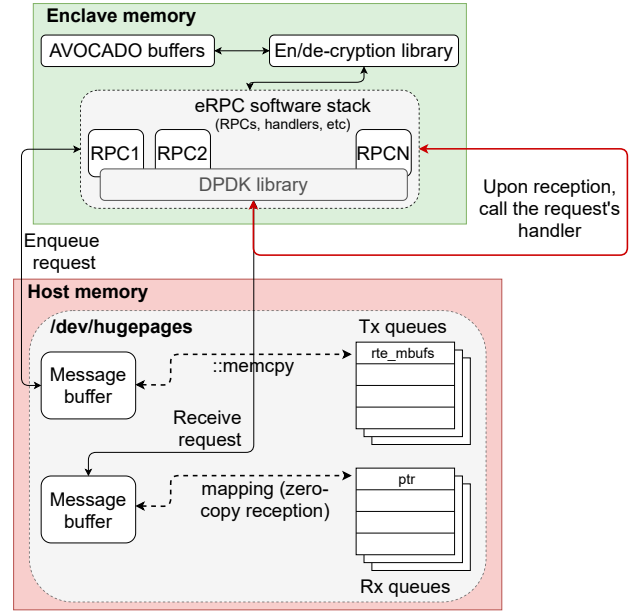 Enclave memory
AVOCADO buffers
En/de-cryption library
eRPC software stack
(RPCs, handlers, etc)
RPC1
RPC2
RPCN
DPDK library
Upon reception,
call the request's
handler
Enqueue
request
Host memory
/dev/hugepages
Tx queues
Message
buffer
::memcpy
rte_mbufs
Receive
request
Message
buffer
mapping (zero-
copy reception)
ptr
Rx queues